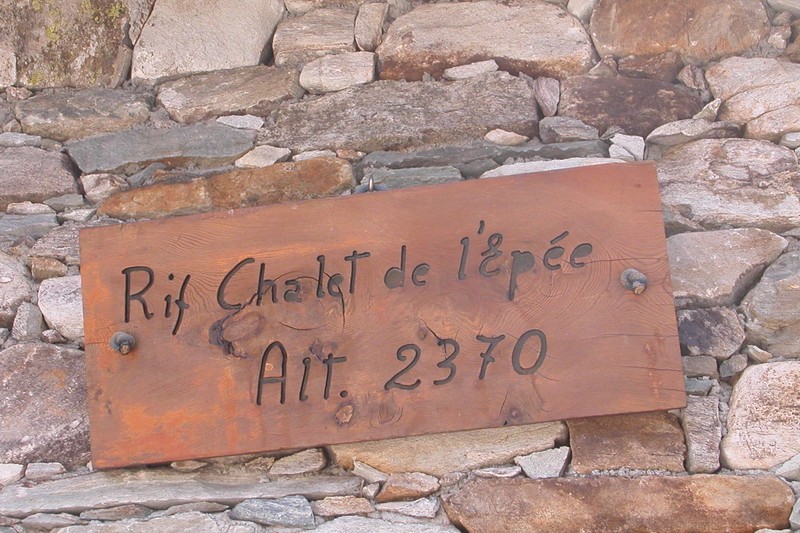 Rif Chalet de l'Epée
Alt. 2370